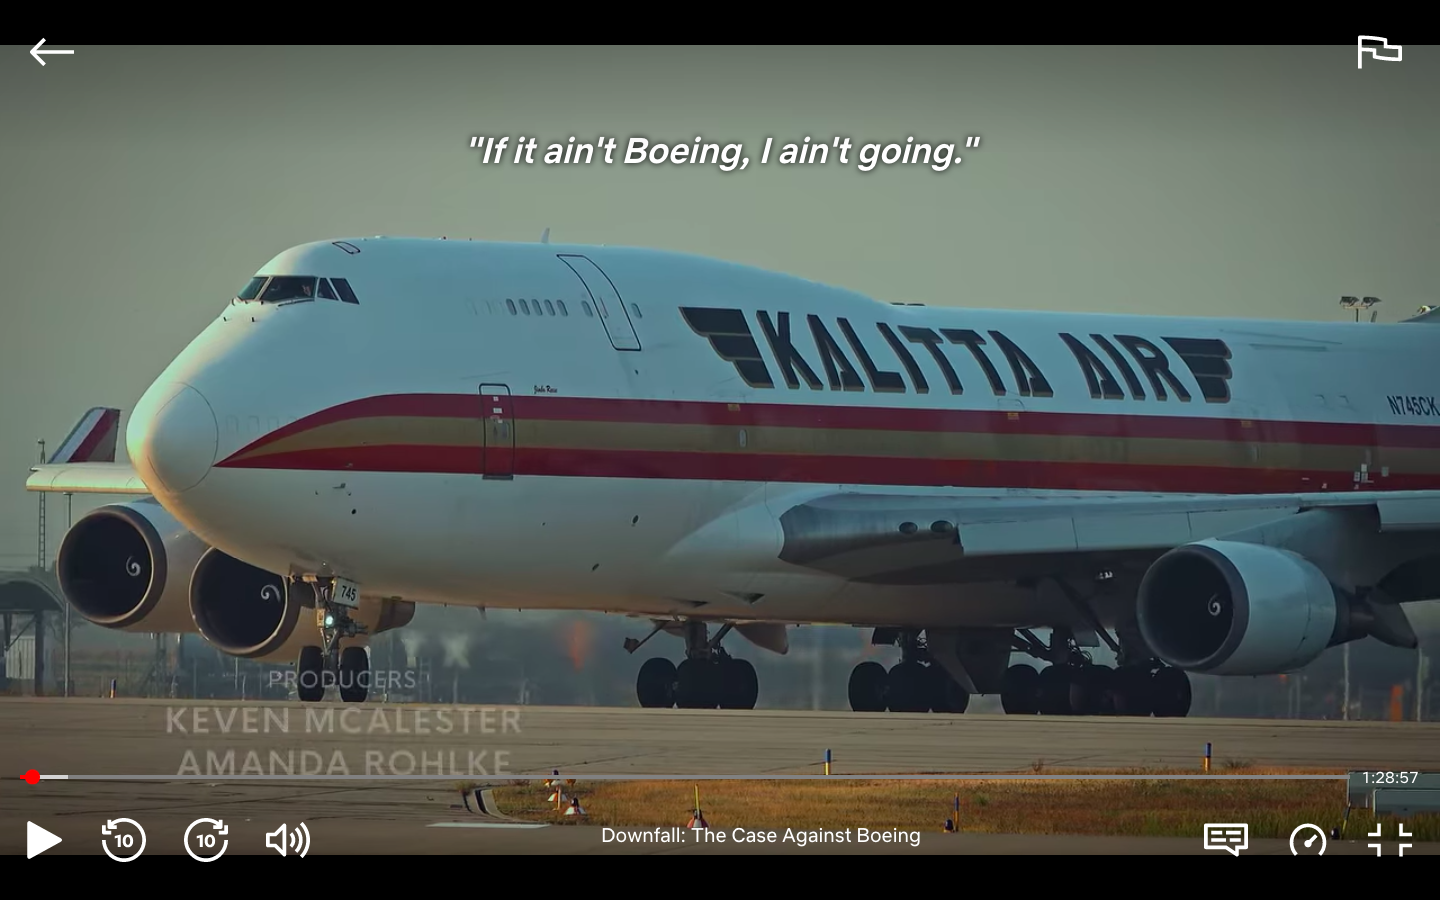 "If it ain't Boeing, I ain't going."
KALITTA AIR
N745CK
745
PRODUCERS
KEVEN MCALESTER
AMANDA ROHLKE
1:28:57
10
10
Downfall: The Case Against Boeing